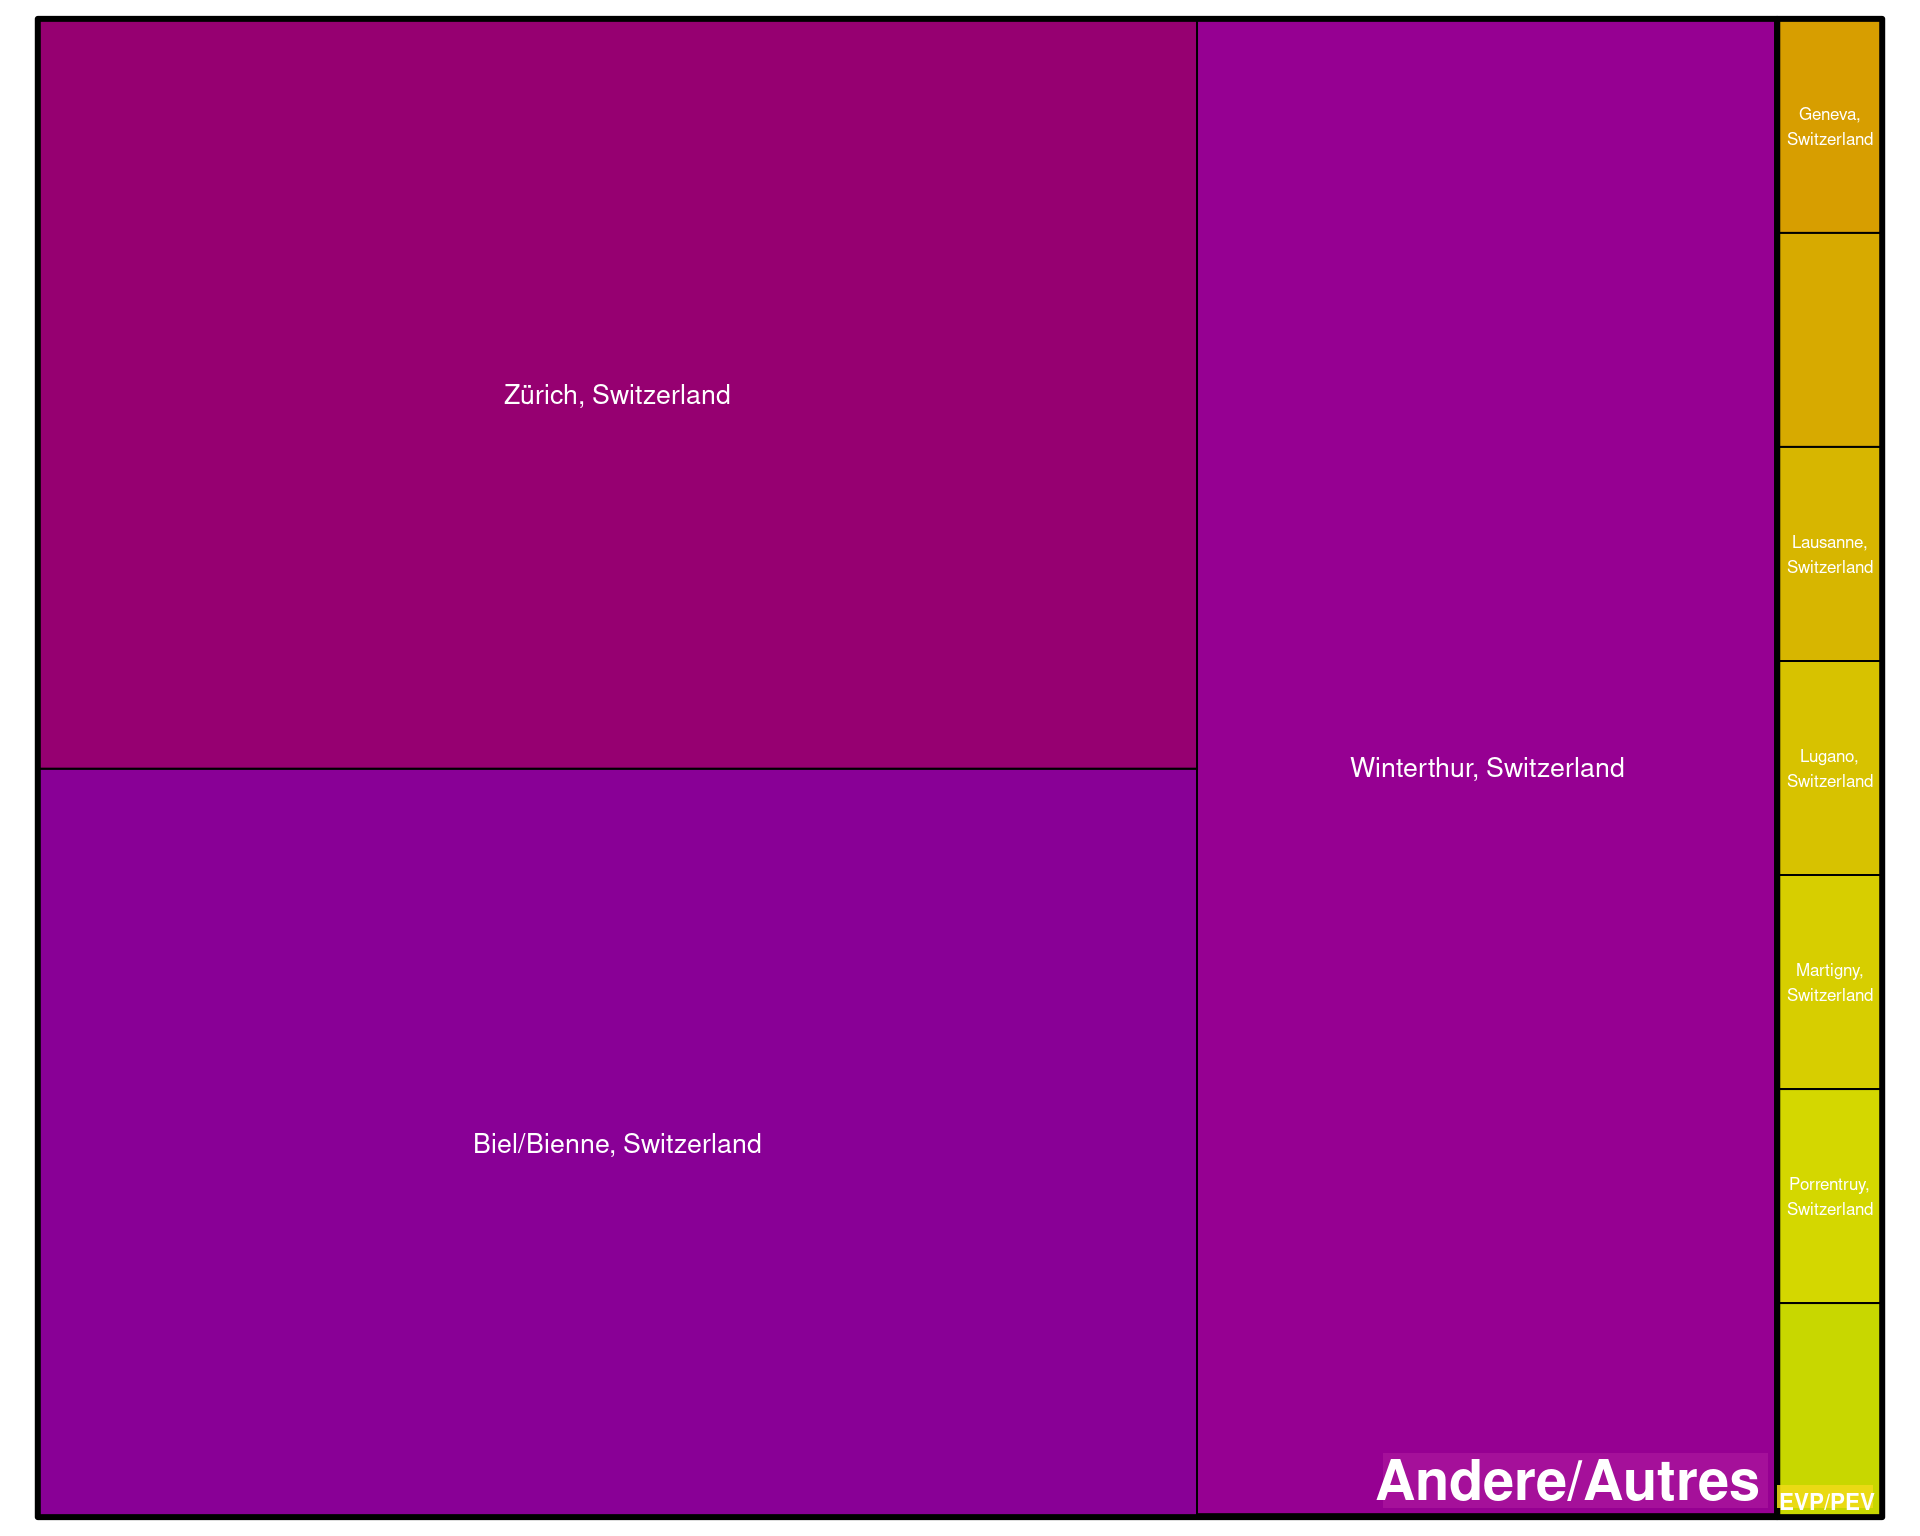 Zürich, Switzerland
Biel/Bienne, Switzerland
Winterthur, Switzerland
Andere/Autres
Geneva,
Switzerland
Lausanne,
Switzerland
Lugano,
Switzerland
Martigny,
Switzerland
Porrentruy,
Switzerland
EVP/PEV